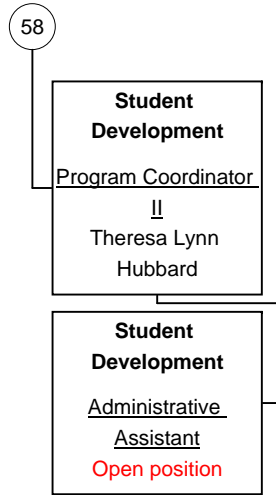 58
Student
Development
Program Coordinator
II
Theresa Lynn
Hubbard
Student
Development
Administrative
Assistant
Open position